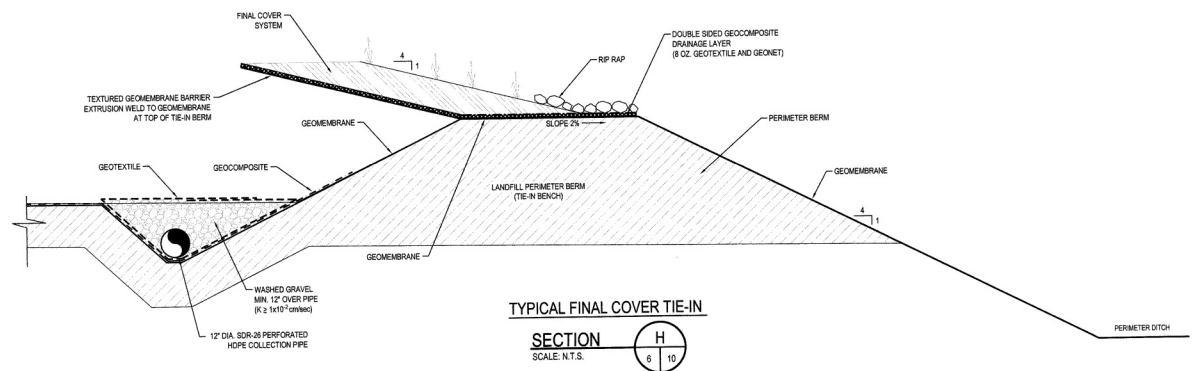 FINAL COVER
SYSTEM
4
1
RIP RAP
DOUBLE SIDED GEOCOMPOSITE
DRAINAGE LAYER
(8 OZ. GEOTEXTILE AND GEONET)
TEXTURED GEOMEMBRANE BARRIER
EXTRUSION WELD TO GEOMEMBRANE
AT TOP OF TIE-IN BERM
GEOMEMBRANE
SLOPE 2%
PERIMETER BERM
GEOTEXTILE
GEOCOMPOSITE
LANDFILL PERIMETER BERM
(TIE-IN BENCH)
GEOMEMBRANE
4
1
GEOMEMBRANE
WASHED GRAVEL
MIN. 12" OVER PIPE
(K ≥ 1x10⁻² cm/sec)
12" DIA. SDR-26 PERFORATED
HDPE COLLECTION PIPE
PERIMETER DITCH
TYPICAL FINAL COVER TIE-IN
SECTION
SCALE: N.T.S.
H
6 10